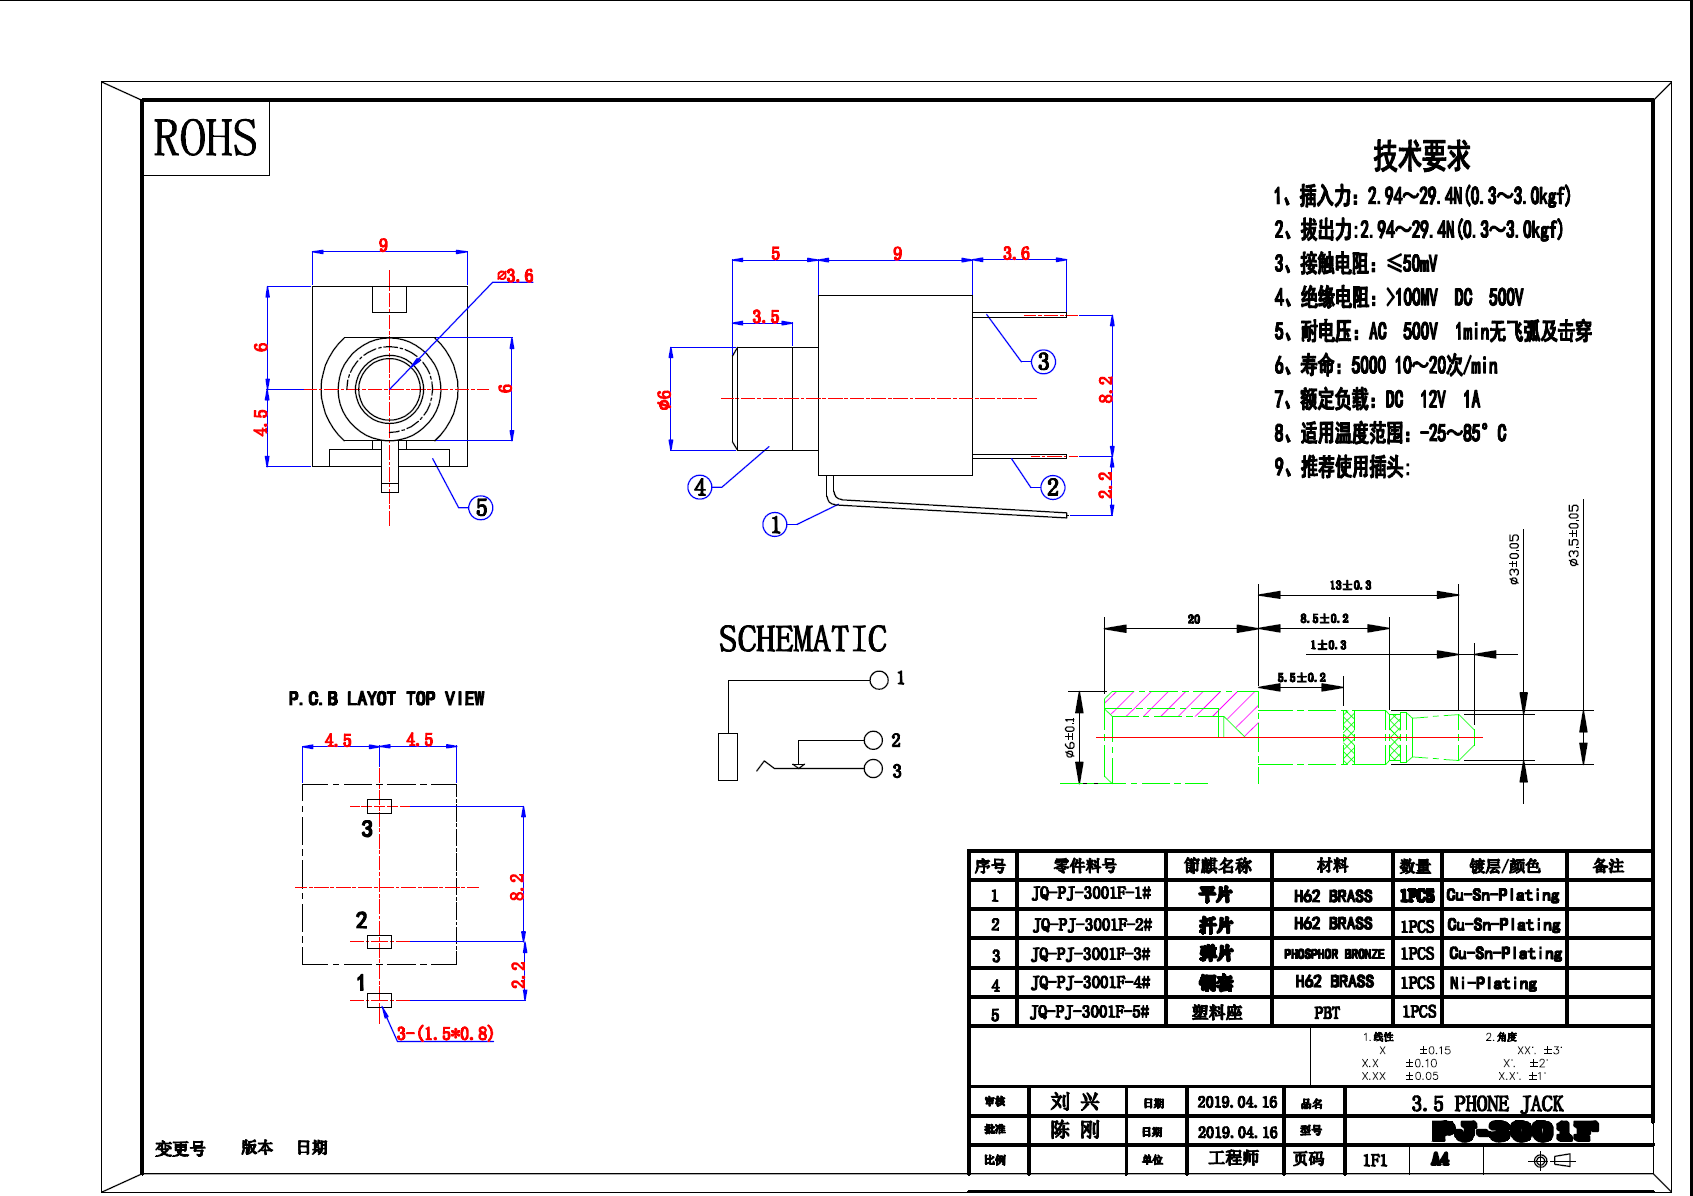 ROHS
技术要求
1、插入力：2.94～29.4N(0.3～3.0kgf)
2、拔出力:2.94～29.4N(0.3～3.0kgf)
3、接触电阻：≤50mV
4、绝缘电阻：>100MV DC 500V
5、耐电压：AC 500V 1min无飞弧及击穿
6、寿命：5000 10～20次/min
7、额定负载：DC 12V 1A
8、适用温度范围：-25～85°C
9、推荐使用插头:
9
⌀3.6
6
4.5
6
5
5
9
3.6
3.5
ø6
8.2
2.2
3
2
4
1
ø3±0.05
ø3.5±0.05
13±0.3
20
8.5±0.2
1±0.3
5.5±0.2
ø6±0.1
SCHEMATIC
1
2
3
P.C.B LAYOT TOP VIEW
4.5
4.5
3
2
1
8.2
2.2
3-(1.5*0.8)
序号 零件料号 節麒名称 材料 数量 镀层/颜色 备注
1 JQ-PJ-3001F-1# 平片 H62 BRASS 1PCS Cu-Sn-Plating
2 JQ-PJ-3001F-2# 扦片 H62 BRASS 1PCS Cu-Sn-Plating
3 JQ-PJ-3001F-3# 弹片 PHOSPHOR BRONZE 1PCS Cu-Sn-Plating
4 JQ-PJ-3001F-4# 铜套 H62 BRASS 1PCS Ni-Plating
5 JQ-PJ-3001F-5# 塑料座 PBT 1PCS
1.线性 2.角度
X ±0.15 XX°. ±3°
X.X ±0.10 X°. ±2°
X.XX ±0.05 X.X°. ±1°
审核 刘 兴 日期 2019.04.16 品名 3.5 PHONE JACK
批准 陈 刚 日期 2019.04.16 型号 PJ-3001F
比例 单位 工程师 页码 1F1 A4
变更号 版本 日期